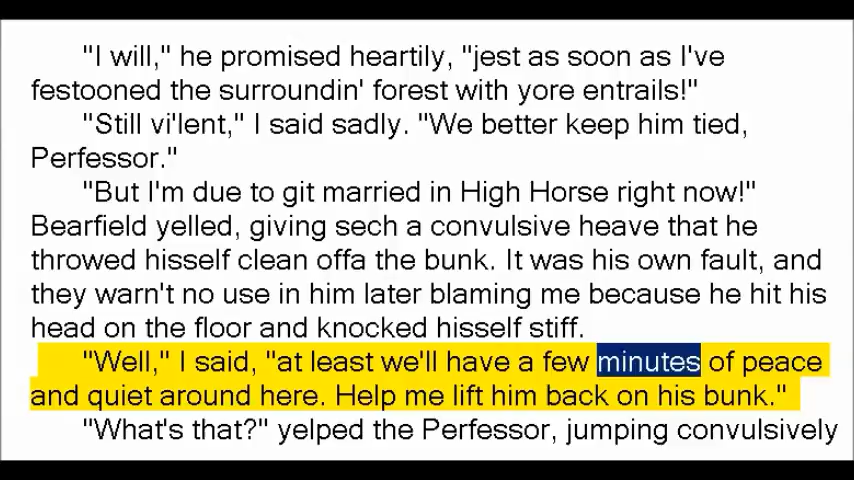 "I will," he promised heartily, "jest as soon as I've
festooned the surroundin' forest with yore entrails!"
"Still vi'lent," I said sadly. "We better keep him tied,
Perfessor."
"But I'm due to git married in High Horse right now!"
Bearfield yelled, giving sech a convulsive heave that he
throwed hisself clean offa the bunk. It was his own fault, and
they warn't no use in him later blaming me because he hit his
head on the floor and knocked hisself stiff.
"Well," I said, "at least we'll have a few minutes of peace
and quiet around here. Help me lift him back on his bunk."
"What's that?" yelped the Perfessor, jumping convulsively